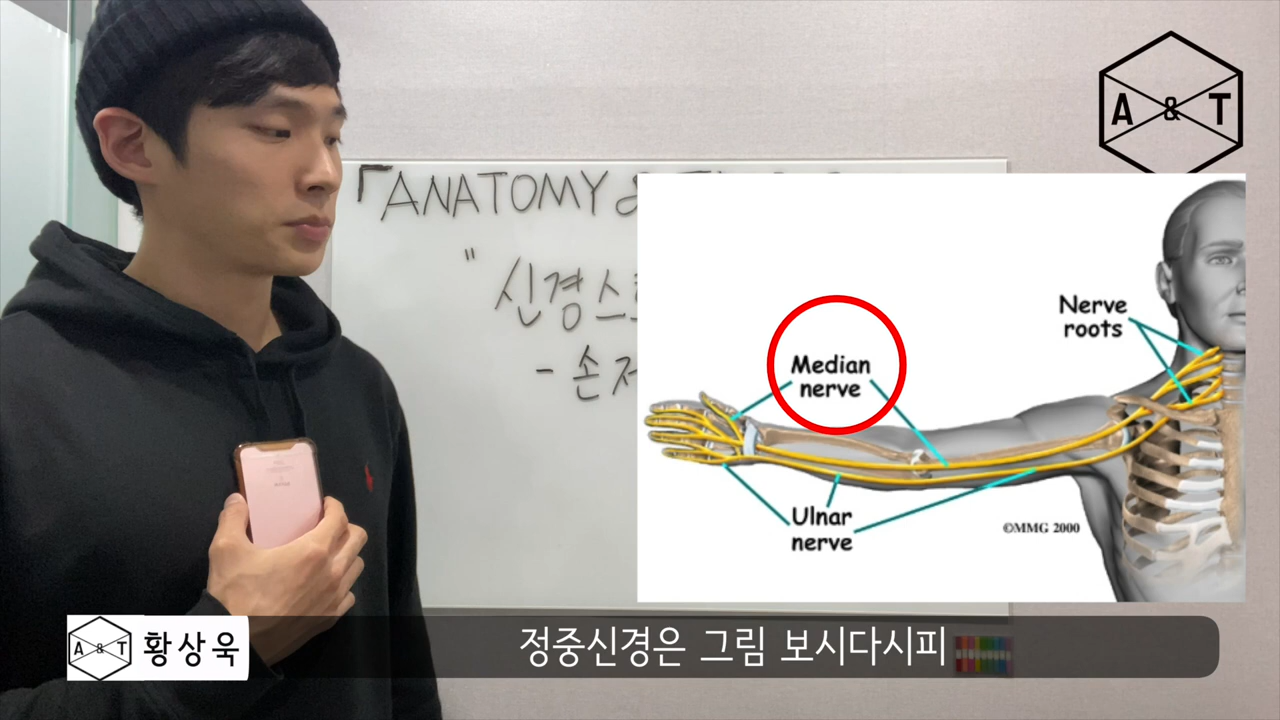 A & T
「ANATOMY &
"신경스트
- 손저
Nerve
roots
Median
nerve
Ulnar
nerve
©MMG 2000
A & T 황상욱
정중신경은 그림 보시다시피